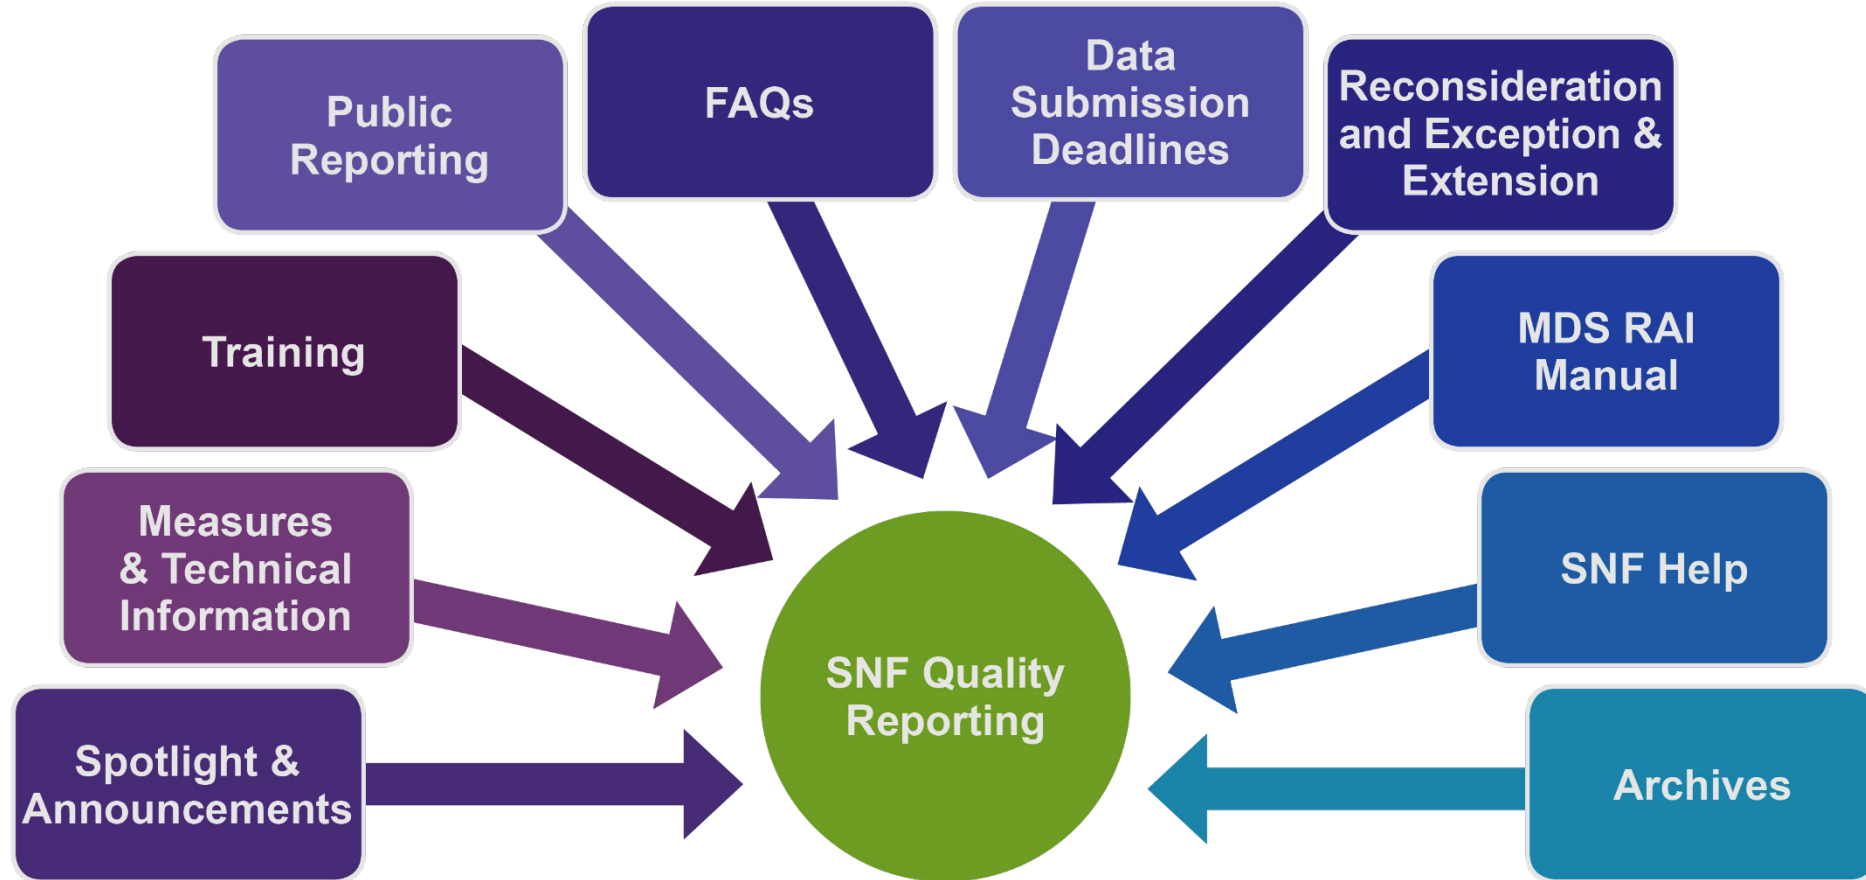 Public
Reporting
FAQs
Data
Submission
Deadlines
Reconsideration
and Exception &
Extension
Training
MDS RAI
Manual
Measures
& Technical
Information
SNF Help
SNF Quality
Reporting
Spotlight &
Announcements
Archives